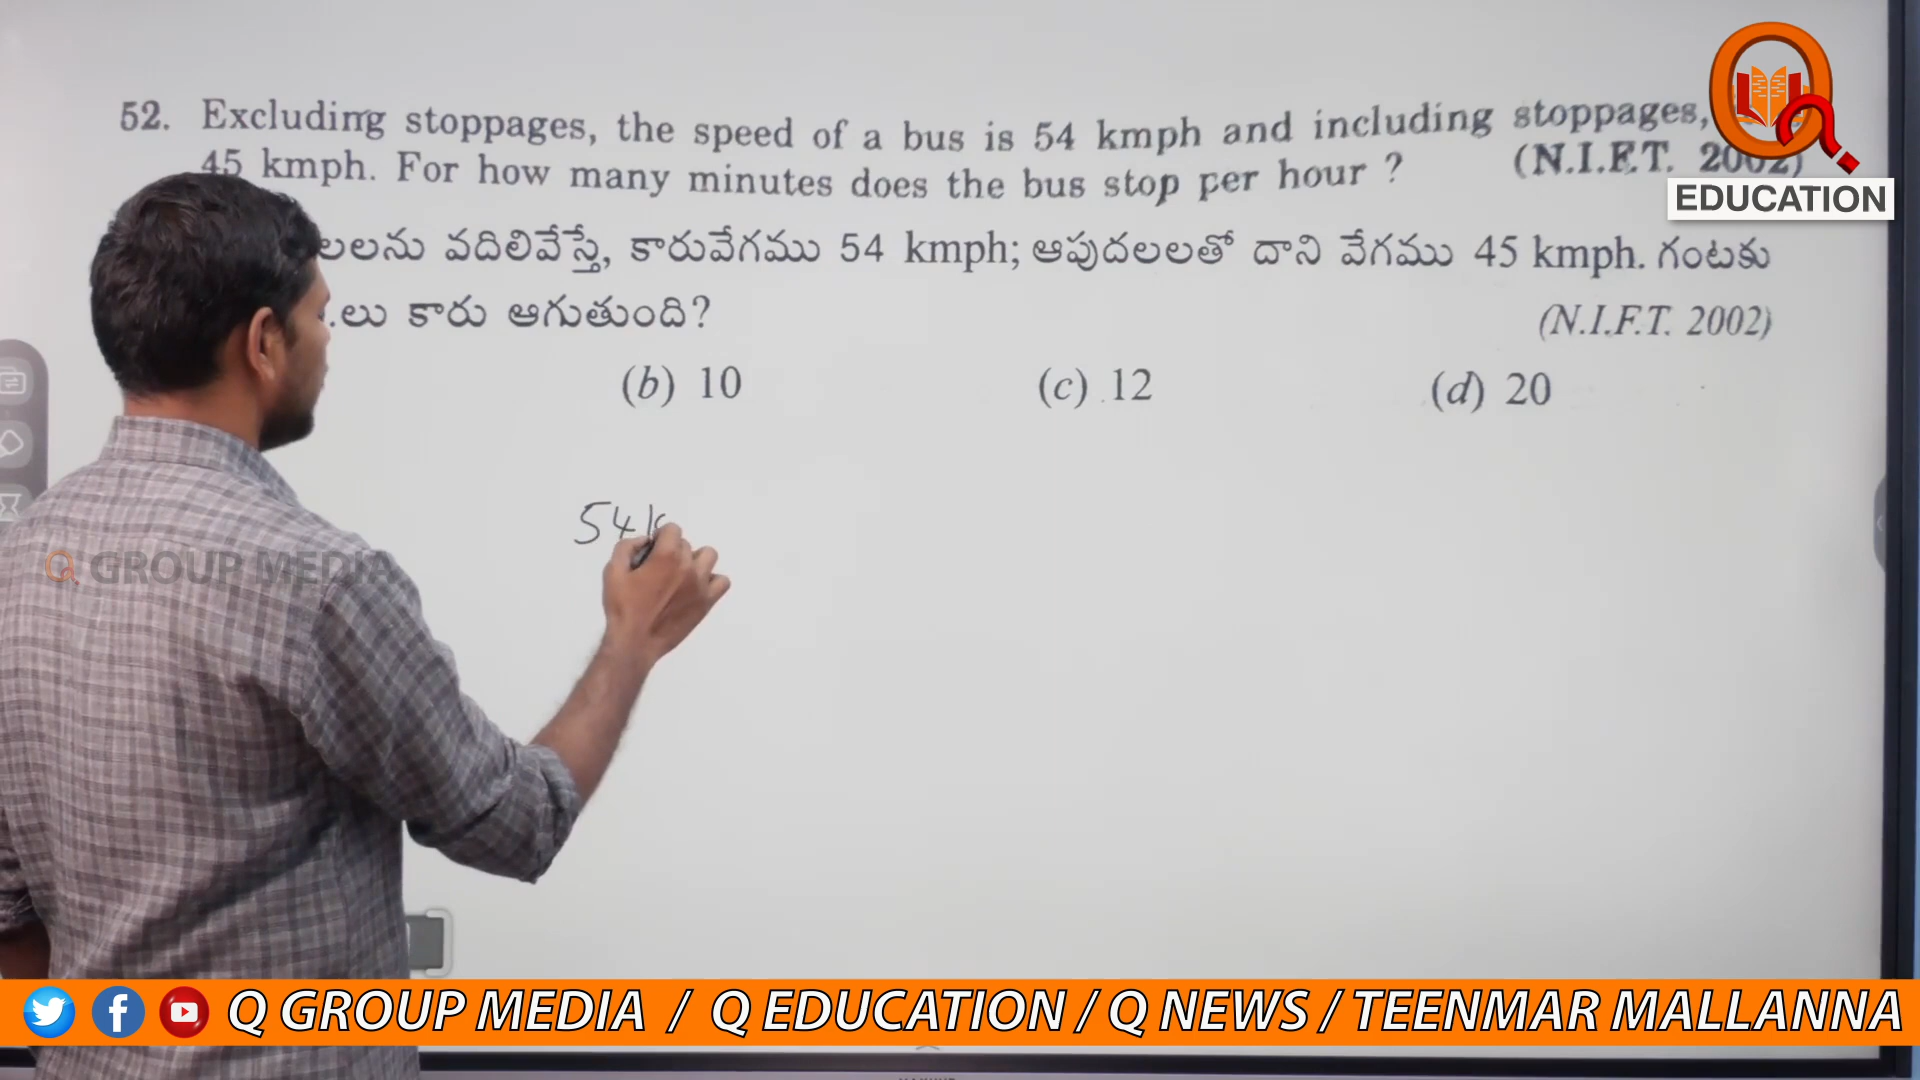 52. Excluding stoppages, the speed of a bus is 54 kmph and including stoppages,
45 kmph. For how many minutes does the bus stop per hour ?
(N.I.F.T. 2002)
EDUCATION
వదిలివేస్తే, కారువేగము 54 kmph; ఆపుదలలతో దాని వేగము 45 kmph. గంటకు
కారు ఆగుతుంది?
(N.I.F.T. 2002)
(b) 10 (c) 12 (d) 20
54
Q GROUP MEDIA
Q GROUP MEDIA / Q EDUCATION / Q NEWS / TEENMAR MALLANNA